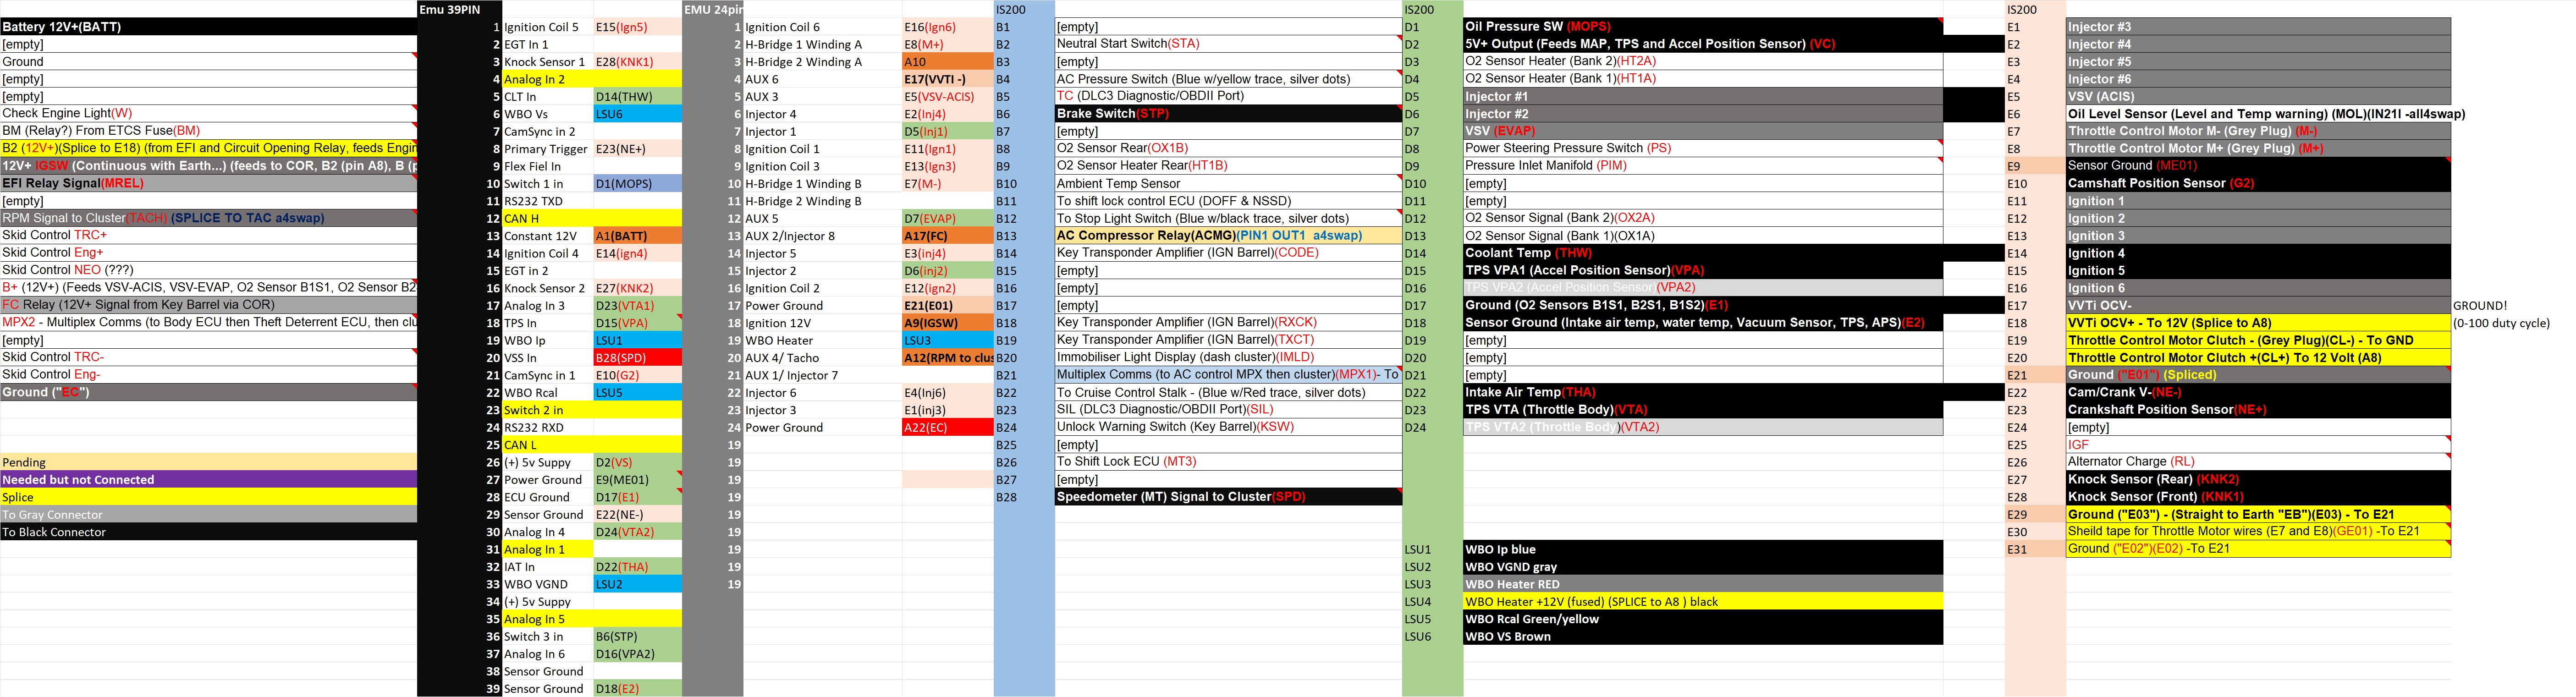 Emu 39PIN EMU 24pin IS200 IS200 IS200
Battery 12V+(BATT) 1 Ignition Coil 5 E15(Ign5) 1 Ignition Coil 6 E16(Ign6) B1 [empty] D1 Oil Pressure SW (MOPS) E1 Injector #3
[empty] 2 EGT In 1 2 H-Bridge 1 Winding A E8(M+) B2 Neutral Start Switch(STA) D2 5V+ Output (Feeds MAP, TPS and Accel Position Sensor) (VC) E2 Injector #4
Ground 3 Knock Sensor 1 E28(KNK1) 3 H-Bridge 2 Winding A A10 B3 [empty] D3 O2 Sensor Heater (Bank 2)(HT2A) E3 Injector #5
[empty] 4 Analog In 2 4 AUX 6 E17(VVTI -) B4 AC Pressure Switch (Blue w/yellow trace, silver dots) D4 O2 Sensor Heater (Bank 1)(HT1A) E4 Injector #6
[empty] 5 CLT In D14(THW) 5 AUX 3 E5(VSV-ACIS) B5 TC (DLC3 Diagnostic/OBDII Port) D5 Injector #1 E5 VSV (ACIS)
Check Engine Light(W) 6 WBO Vs LSU6 6 Injector 4 E2(Inj4) B6 Brake Switch(STP) D6 Injector #2 E6 Oil Level Sensor (Level and Temp warning) (MOL)(IN21I -all4swap)
BM (Relay?) From ETCS Fuse(BM) 7 CamSync in 2 7 Injector 1 D5(Inj1) B7 [empty] D7 VSV (EVAP) E7 Throttle Control Motor M- (Grey Plug) (M-)
B2 (12V+)(Splice to E18) (from EFI and Circuit Opening Relay, feeds Engin 8 Primary Trigger E23(NE+) 8 Ignition Coil 1 E11(Ign1) B8 O2 Sensor Rear(OX1B) D8 Power Steering Pressure Switch (PS) E8 Throttle Control Motor M+ (Grey Plug) (M+)
12V+ IGSW (Continuous with Earth...) (feeds to COR, B2 (pin A8), B (p 9 Flex Fiel In 9 Ignition Coil 3 E13(Ign3) B9 O2 Sensor Heater Rear(HT1B) D9 Pressure Inlet Manifold (PIM) E9 Sensor Ground (ME01)
EFI Relay Signal(MREL) 10 Switch 1 in D1(MOPS) 10 H-Bridge 1 Winding B E7(M-) B10 Ambient Temp Sensor D10 [empty] E10 Camshaft Position Sensor (G2)
[empty] 11 RS232 TXD 11 H-Bridge 2 Winding B B11 To shift lock control ECU (DOFF & NSSD) D11 [empty] E11 Ignition 1
RPM Signal to Cluster(TACH) (SPLICE TO TAC a4swap) 12 CAN H 12 AUX 5 D7(EVAP) B12 To Stop Light Switch (Blue w/black trace, silver dots) D12 O2 Sensor Signal (Bank 2)(OX2A) E12 Ignition 2
Skid Control TRC+ 13 Constant 12V A1(BATT) 13 AUX 2/Injector 8 A17(FC) B13 AC Compressor Relay(ACMG)(PIN1 OUT1 a4swap) D13 O2 Sensor Signal (Bank 1)(OX1A) E13 Ignition 3
Skid Control Eng+ 14 Ignition Coil 4 E14(Ign4) 14 Injector 5 E3(inj4) B14 Key Transponder Amplifier (IGN Barrel)(CODE) D14 Coolant Temp (THW) E14 Ignition 4
Skid Control NEO (???) 15 EGT in 2 15 Injector 2 D6(inj2) B15 [empty] D15 TPS VPA1 (Accel Position Sensor)(VPA) E15 Ignition 5
B+ (12V+) (Feeds VSV-ACIS, VSV-EVAP, O2 Sensor B1S1, O2 Sensor B2 16 Knock Sensor 2 E27(KNK2) 16 Ignition Coil 2 E12(ign2) B16 [empty] D16 TPS VPA2 (Accel Position Sensor)(VPA2) E16 Ignition 6
FC Relay (12V+ Signal from Key Barrel via COR) 17 Analog In 3 D23(VTA1) 17 Power Ground E21(E01) B17 [empty] D17 Ground (O2 Sensors B1S1, B2S1, B1S2)(E1) E17 VVTi OCV- GROUND!
MPX2 - Multiplex Comms (to Body ECU then Theft Deterrent ECU, then clu 18 TPS In D15(VPA) 18 Ignition 12V A9(IGSW) B18 Key Transponder Amplifier (IGN Barrel)(RXCK) D18 Sensor Ground (Intake air temp, water temp, Vacuum Sensor, TPS, APS)(E2) E18 VVTi OCV+ - To 12V (Splice to A8) (0-100 duty cycle)
[empty] 19 WBO Ip LSU1 19 WBO Heater LSU3 B19 Key Transponder Amplifier (IGN Barrel)(TXCT) D19 [empty] E19 Throttle Control Motor Clutch - (Grey Plug)(CL-) - To GND
Skid Control TRC- 20 VSS In B28(SPD) 20 AUX 4/ Tacho A12(RPM to clus B20 Immobiliser Light Display (dash cluster)(IMLD) D20 [empty] E20 Throttle Control Motor Clutch +(CL+) To 12 Volt (A8)
Skid Control Eng- 21 CamSync in 1 E10(G2) 21 AUX 1/ Injector 7 B21 Multiplex Comms (to AC control MPX then cluster)(MPX1)- To D21 [empty] E21 Ground ("E01") (Spliced)
Ground ("EC") 22 WBO Rcal LSU5 22 Injector 6 E4(Inj6) B22 To Cruise Control Stalk - (Blue w/Red trace, silver dots) D22 Intake Air Temp(THA) E22 Cam/Crank V-(NE-)
23 Switch 2 in 23 Injector 3 E1(inj3) B23 SIL (DLC3 Diagnostic/OBDII Port)(SIL) D23 TPS VTA (Throttle Body)(VTA) E23 Crankshaft Position Sensor(NE+)
24 RS232 RXD 24 Power Ground A22(EC) B24 Unlock Warning Switch (Key Barrel)(KSW) D24 TPS VTA2 (Throttle Body)(VTA2) E24 [empty]
25 CAN L 19 B25 [empty] E25 IGF
Pending 26 (+) 5v Suppy D2(VS) 19 B26 To Shift Lock ECU (MT3) E26 Alternator Charge (RL)
Needed but not Connected 27 Power Ground E9(ME01) 19 B27 [empty] E27 Knock Sensor (Rear) (KNK2)
Splice 28 ECU Ground D17(E1) 19 B28 Speedometer (MT) Signal to Cluster(SPD) E28 Knock Sensor (Front) (KNK1)
To Gray Connector 29 Sensor Ground E22(NE-) 19 E29 Ground ("E03") - (Straight to Earth "EB")(E03) - To E21
To Black Connector 30 Analog In 4 D24(VTA2) 19 E30 Sheild tape for Throttle Motor wires (E7 and E8)(GE01) -To E21
31 Analog In 1 19 LSU1 WBO Ip blue E31 Ground ("E02")(E02) -To E21
32 IAT In D22(THA) 19 LSU2 WBO VGND gray
33 WBO VGND LSU2 19 LSU3 WBO Heater RED
34 (+) 5v Suppy LSU4 WBO Heater +12V (fused) (SPLICE to A8 ) black
35 Analog In 5 LSU5 WBO Rcal Green/yellow
36 Switch 3 in B6(STP) LSU6 WBO VS Brown
37 Analog In 6 D16(VPA2)
38 Sensor Ground
39 Sensor Ground D18(E2)